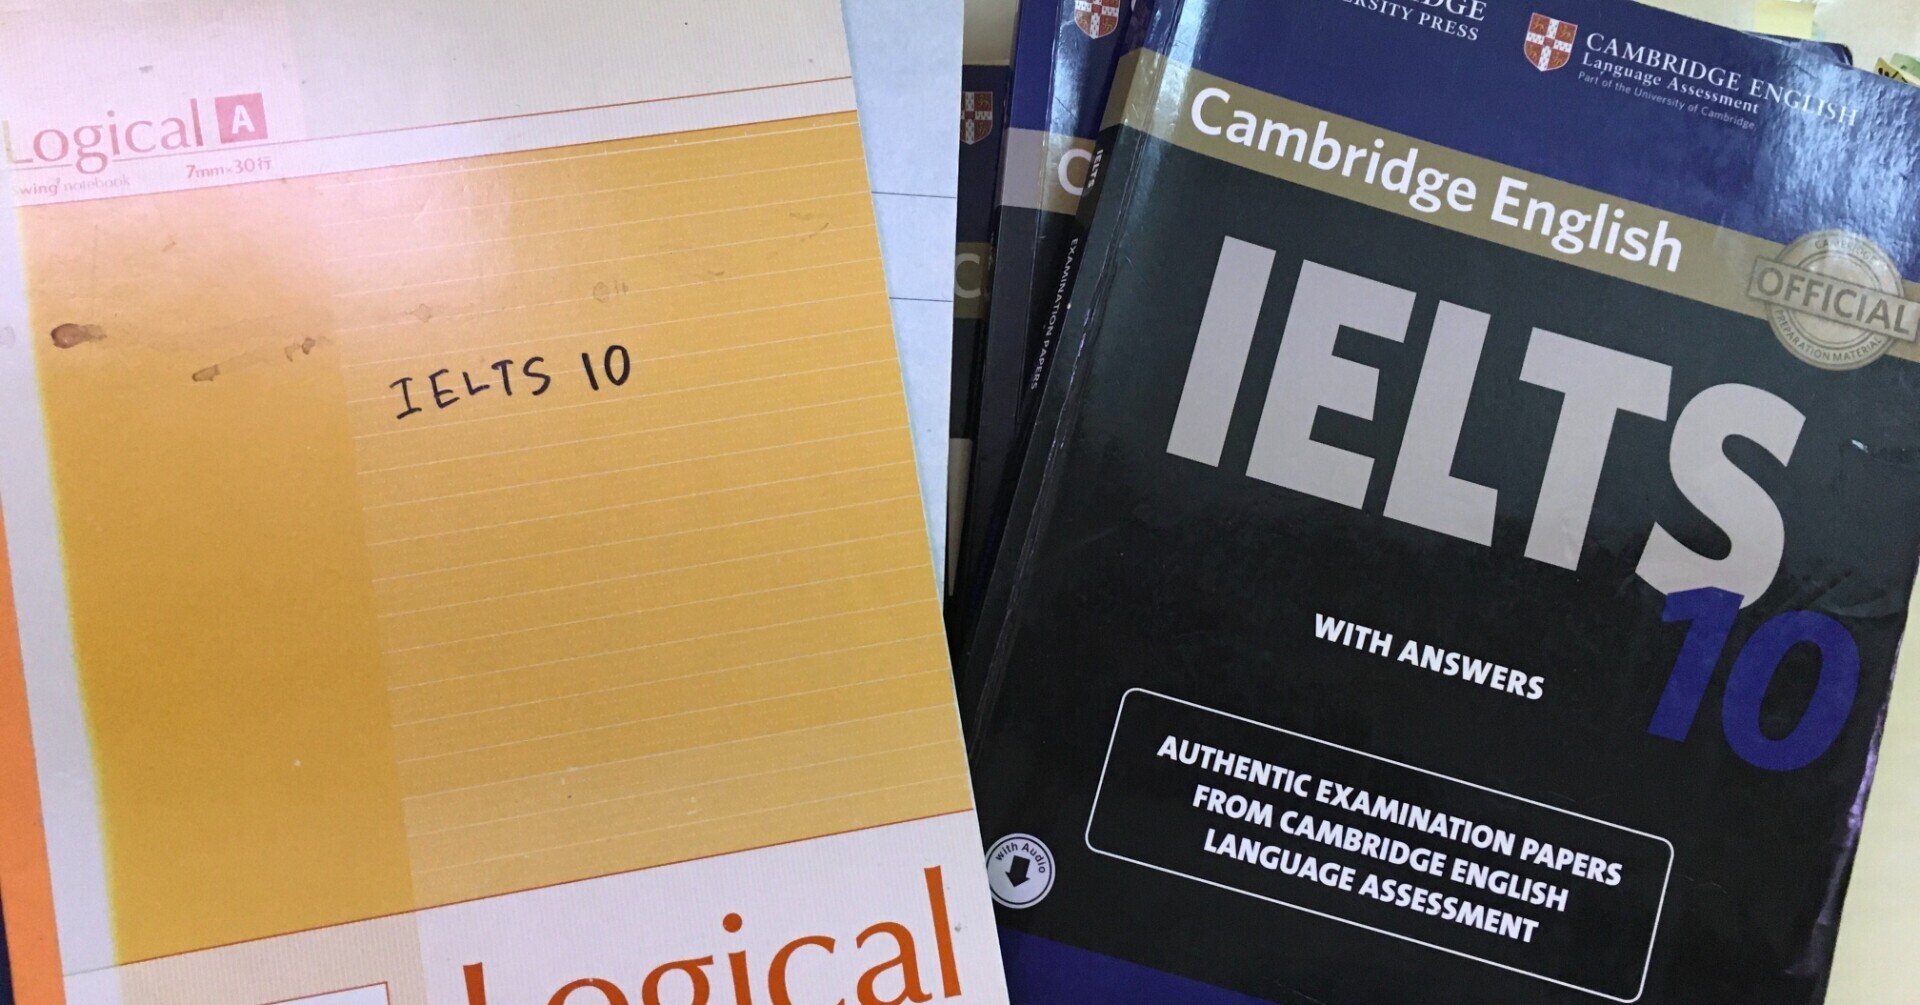 Logical A
swing notebook
7mm×30行
IELTS 10
Logical
UNIVERSITY PRESS
CAMBRIDGE ENGLISH
Language Assessment
Part of the University of Cambridge
Cambridge English
OFFICIAL
PREPARATION MATERIAL
IELTS
10
WITH ANSWERS
AUTHENTIC EXAMINATION PAPERS
FROM CAMBRIDGE ENGLISH
LANGUAGE ASSESSMENT
with Audio
IELTS
EXAMINATION PAPERS
C
C